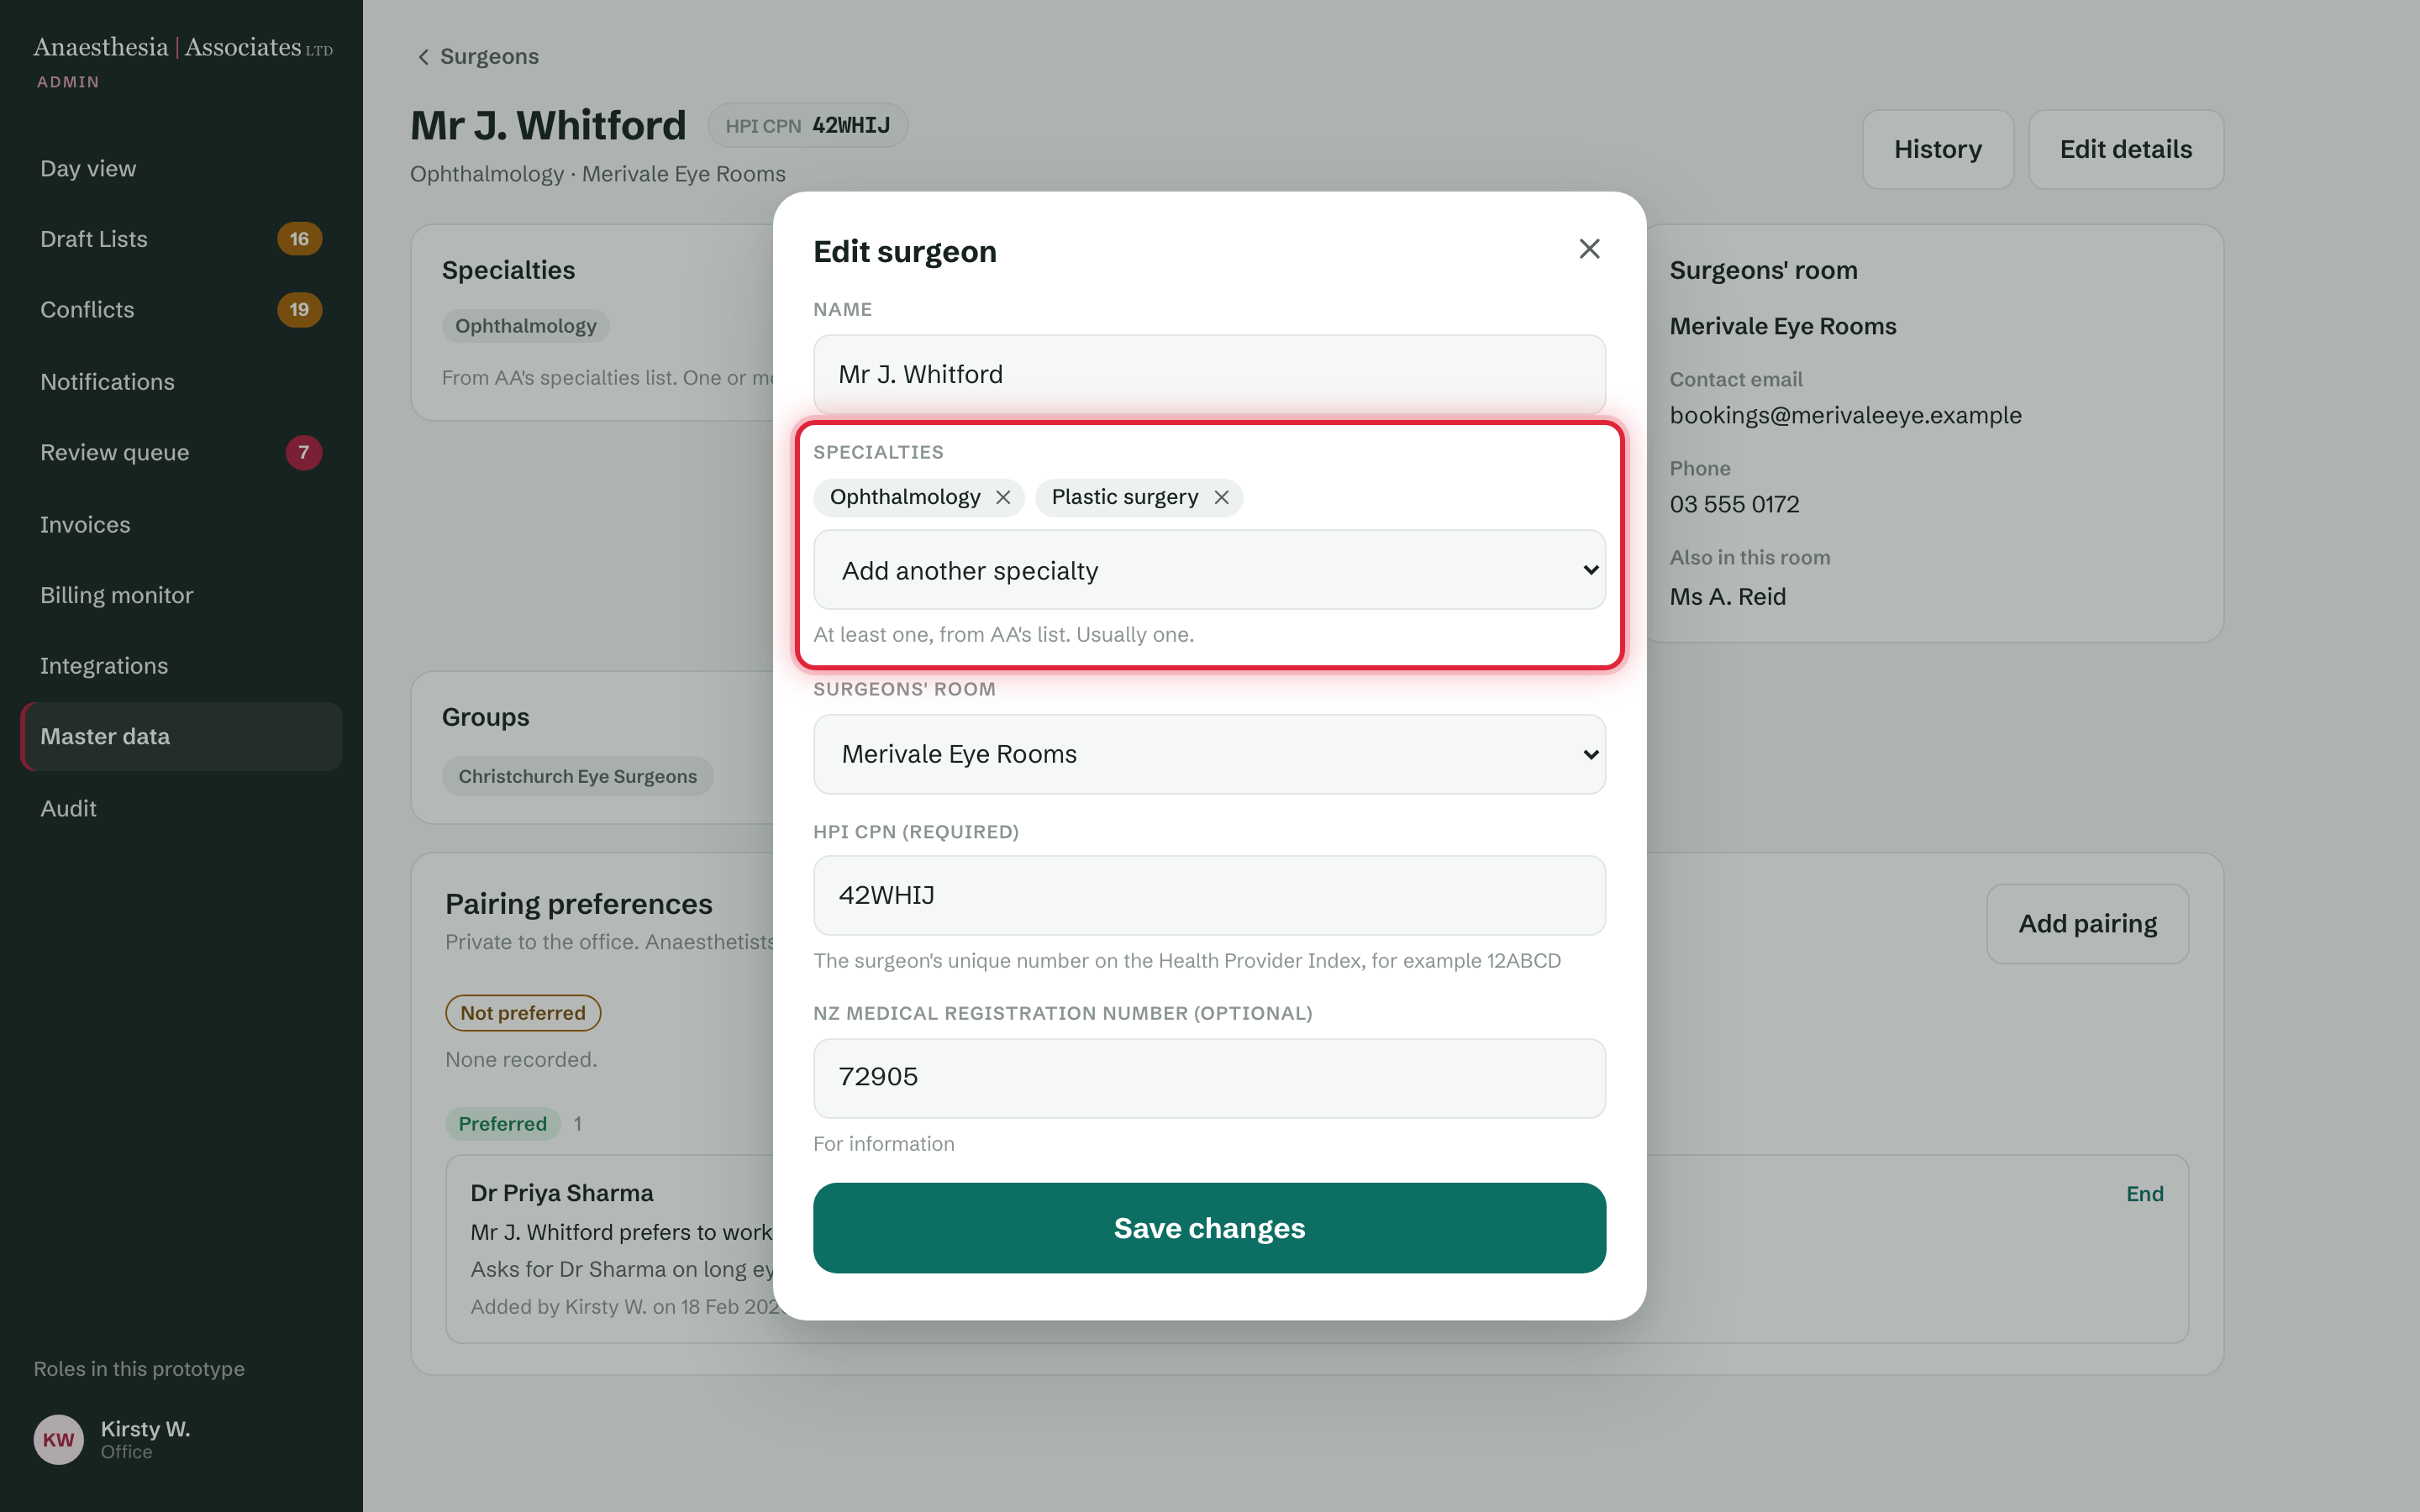 Anaesthesia | Associates LTD
ADMIN
Day view
Draft Lists 16
Conflicts 19
Notifications
Review queue 7
Invoices
Billing monitor
Integrations
Master data
Audit
Roles in this prototype
KW
Kirsty W.
Office
Surgeons
Mr J. Whitford HPI CPN 42WHIJ
Ophthalmology · Merivale Eye Rooms
History
Edit details
Specialties
Ophthalmology
From AA's specialties list. One or
Groups
Christchurch Eye Surgeons
Pairing preferences
Private to the office. Anaesthetists
Not preferred
None recorded.
Preferred 1
Dr Priya Sharma
Mr J. Whitford prefers to work
Asks for Dr Sharma on long
Added by Kirsty W. on 18 Feb
Edit surgeon
NAME
Mr J. Whitford
SPECIALTIES
Ophthalmology
Plastic surgery
Add another specialty
At least one, from AA's list. Usually one.
SURGEONS' ROOM
Merivale Eye Rooms
HPI CPN (REQUIRED)
42WHIJ
The surgeon's unique number on the Health Provider Index, for example 12ABCD
NZ MEDICAL REGISTRATION NUMBER (OPTIONAL)
72905
For information
Save changes
Surgeons' room
Merivale Eye Rooms
Contact email
bookings@merivaleeye.example
Phone
03 555 0172
Also in this room
Ms A. Reid
Add pairing
End